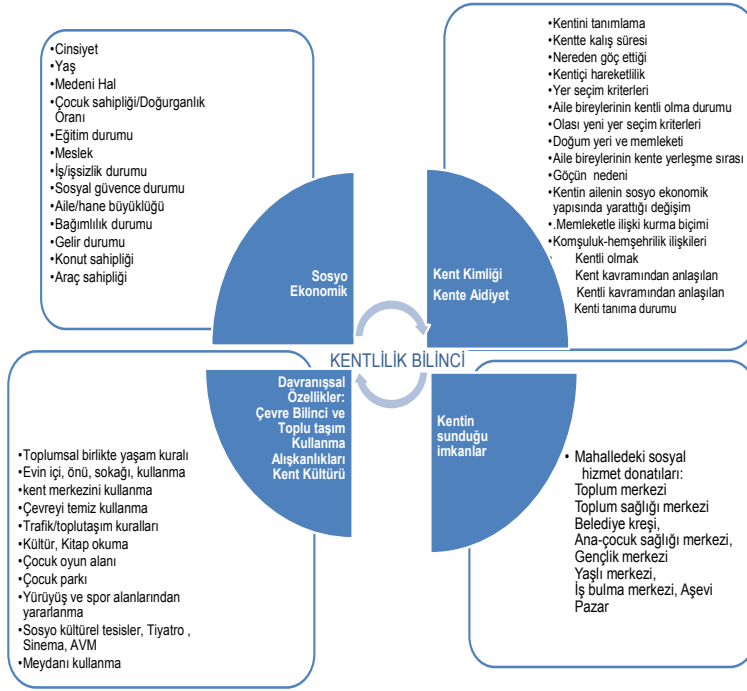 •Cinsiyet
•Yaş
•Medeni Hal
•Çocuk sahipliği/Doğurganlık
Oranı
•Eğitim durumu
•Meslek
•İş/işsizlik durumu
•Sosyal güvence durumu
•Aile/hane büyüklüğü
•Bağımlılık durumu
•Gelir durumu
•Konut sahipliği
•Araç sahipliği
Sosyo
Ekonomik
•Kentini tanımlama
•Kentte kalış süresi
•Nereden göç ettiği
•Kentiçi hareketlilik
•Yer seçim kriterleri
•Aile bireylerinin kentli olma durumu
•Olası yeni yer seçim kriterleri
•Doğum yeri ve memleketi
•Aile bireylerinin kente yerleşme sırası
•Göçün nedeni
•Kentin ailenin sosyo ekonomik
yapısında yarattığı değişim
•.Memleketle ilişki kurma biçimi
•Komşuluk-hemşehrilik ilişkileri
Kentli olmak
Kent kavramından anlaşılan
Kentli kavramından anlaşılan
Kenti tanıma durumu
Kent Kimliği
Kente Aidiyet
KENTLİLİK BİLİNCİ
Davranışsal
Özellikler:
Çevre Bilinci ve
Toplu taşım
Kullanma
Alışkanlıkları
Kent Kültürü
•Toplumsal birlikte yaşam kuralı
•Evin içi, önü, sokağı, kullanma
•kent merkezini kullanma
•Çevreyi temiz kullanma
•Trafik/toplutaşım kuralları
•Kültür, Kitap okuma
•Çocuk oyun alanı
•Çocuk parkı
•Yürüyüş ve spor alanlarından
yararlanma
•Sosyo kültürel tesisler, Tiyatro ,
Sinema, AVM
•Meydanı kullanma
Kentin
sunduğu
imkanlar
• Mahalledeki sosyal
hizmet donatıları:
Toplum merkezi
Toplum sağlığı merkezi
Belediye kreşi,
Ana-çocuk sağlığı merkezi,
Gençlik merkezi
Yaşlı merkezi,
İş bulma merkezi, Aşevi
Pazar